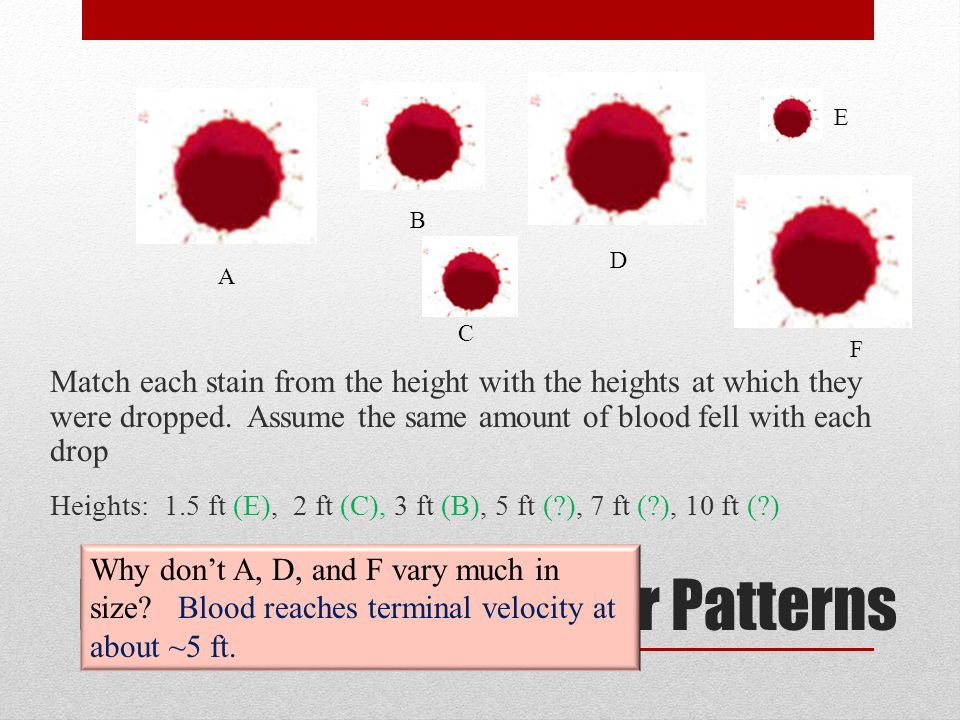 E
B
D
A
C
F
Match each stain from the height with the heights at which they
were dropped.  Assume the same amount of blood fell with each
drop
Heights:  1.5 ft (E),  2 ft (C), 3 ft (B), 5 ft (?), 7 ft (?), 10 ft (?)
Why don’t A, D, and F vary much in
size?   Blood reaches terminal velocity at
about ~5 ft.
r Patterns